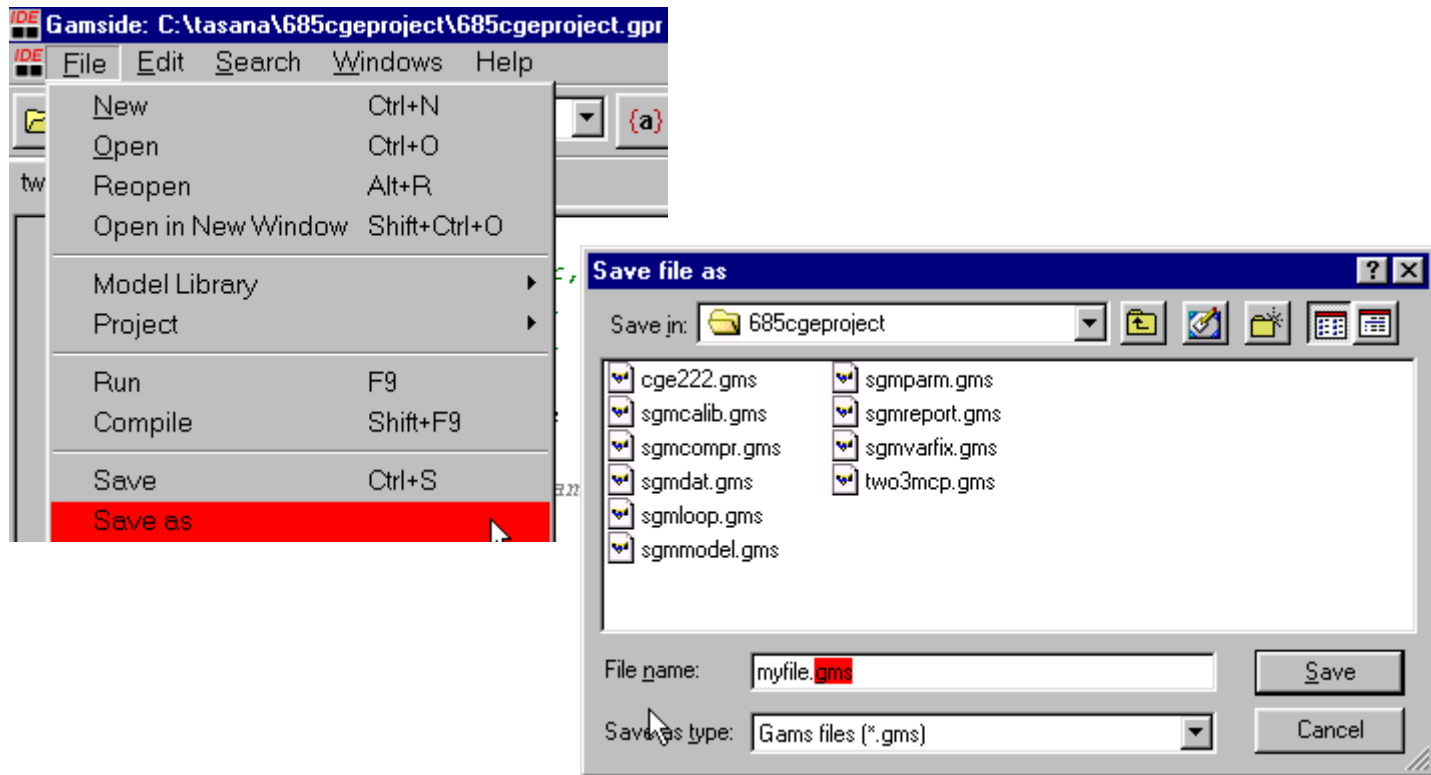 IDE Gamside: C:\tasana\685cgeproject\685cgeproject.gpr
IDE File Edit Search Windows Help
{a}
New Ctrl+N
Open Ctrl+O
Reopen Alt+R
Open in New Window Shift+Ctrl+O
Model Library
Project
Run F9
Compile Shift+F9
Save Ctrl+S
Save as
tw
Save file as
Save in: 685cgeproject
cge222.gms sgmparm.gms
sgmcalib.gms sgmreport.gms
sgmcompr.gms sgmvarfix.gms
sgmdat.gms two3mcp.gms
sgmloop.gms
sgmmodel.gms
File name: myfile.gms Save
Save as type: Gams files (*.gms) Cancel